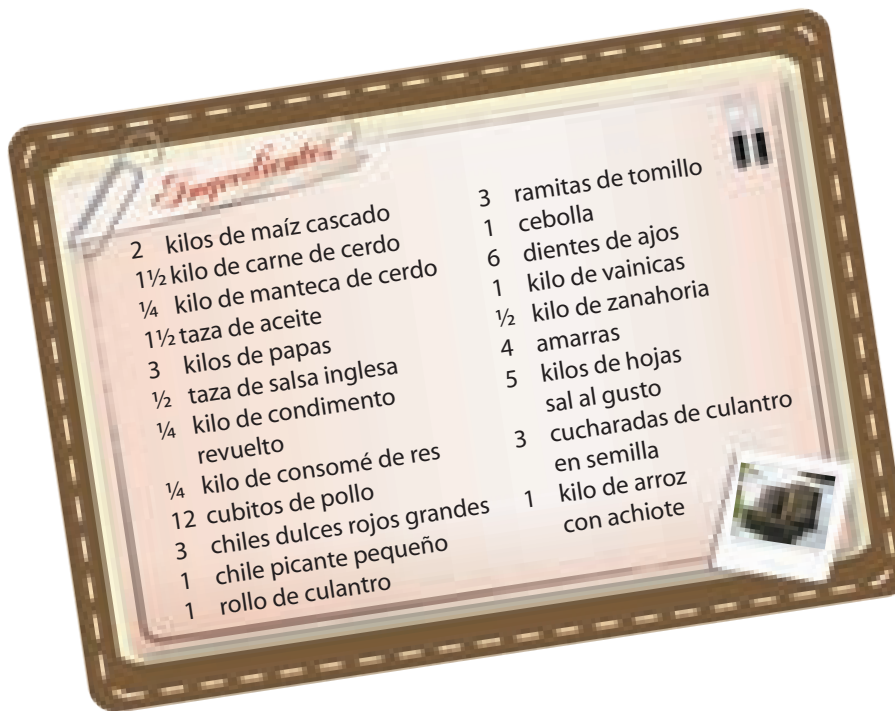 Ingredientes
2 kilos de maíz cascado
1½ kilo de carne de cerdo
¼ kilo de manteca de cerdo
1½ taza de aceite
3 kilos de papas
½ taza de salsa inglesa
¼ kilo de condimento
revuelto
¼ kilo de consomé de res
12 cubitos de pollo
3 chiles dulces rojos grandes
1 chile picante pequeño
1 rollo de culantro
3 ramitas de tomillo
1 cebolla
6 dientes de ajos
1 kilo de vainicas
½ kilo de zanahoria
4 amarras
5 kilos de hojas
sal al gusto
3 cucharadas de culantro
en semilla
1 kilo de arroz
con achiote